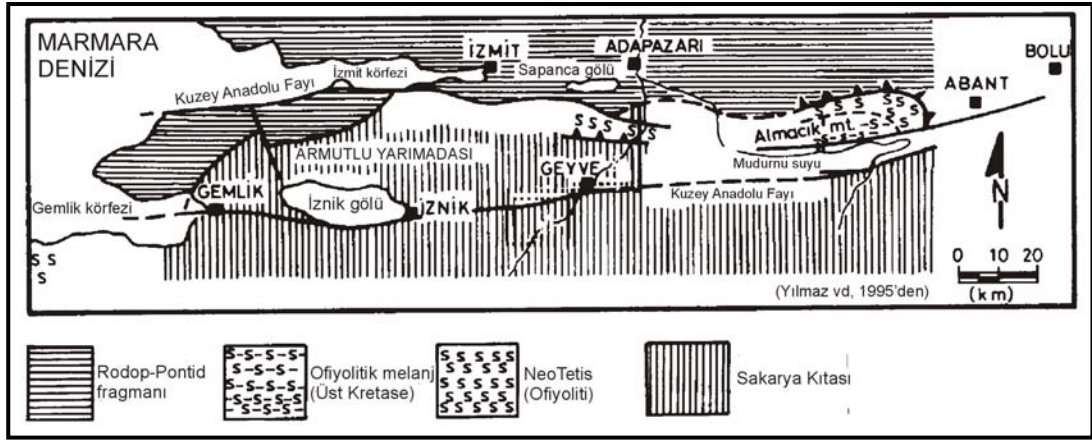 MARMARA
DENİZİ
İZMİT
ADAPAZARI
BOLU
İzmit körfezi
Sapanca gölü
ABANT
Kuzey Anadolu Fayı
Almacık mt.
ARMUTLU YARIMADASI
Mudurnu suyu
GEYVE
GEMLİK
Kuzey Anadolu Fayı
N
Gemlik körfezi
İznik gölü
İZNİK
0 10 20
(km)
(Yılmaz vd, 1995'den)
Rodop-Pontid
fragmanı
Ofiyolitik melanj
(Üst Kretase)
NeoTetis
(Ofiyoliti)
Sakarya Kıtası